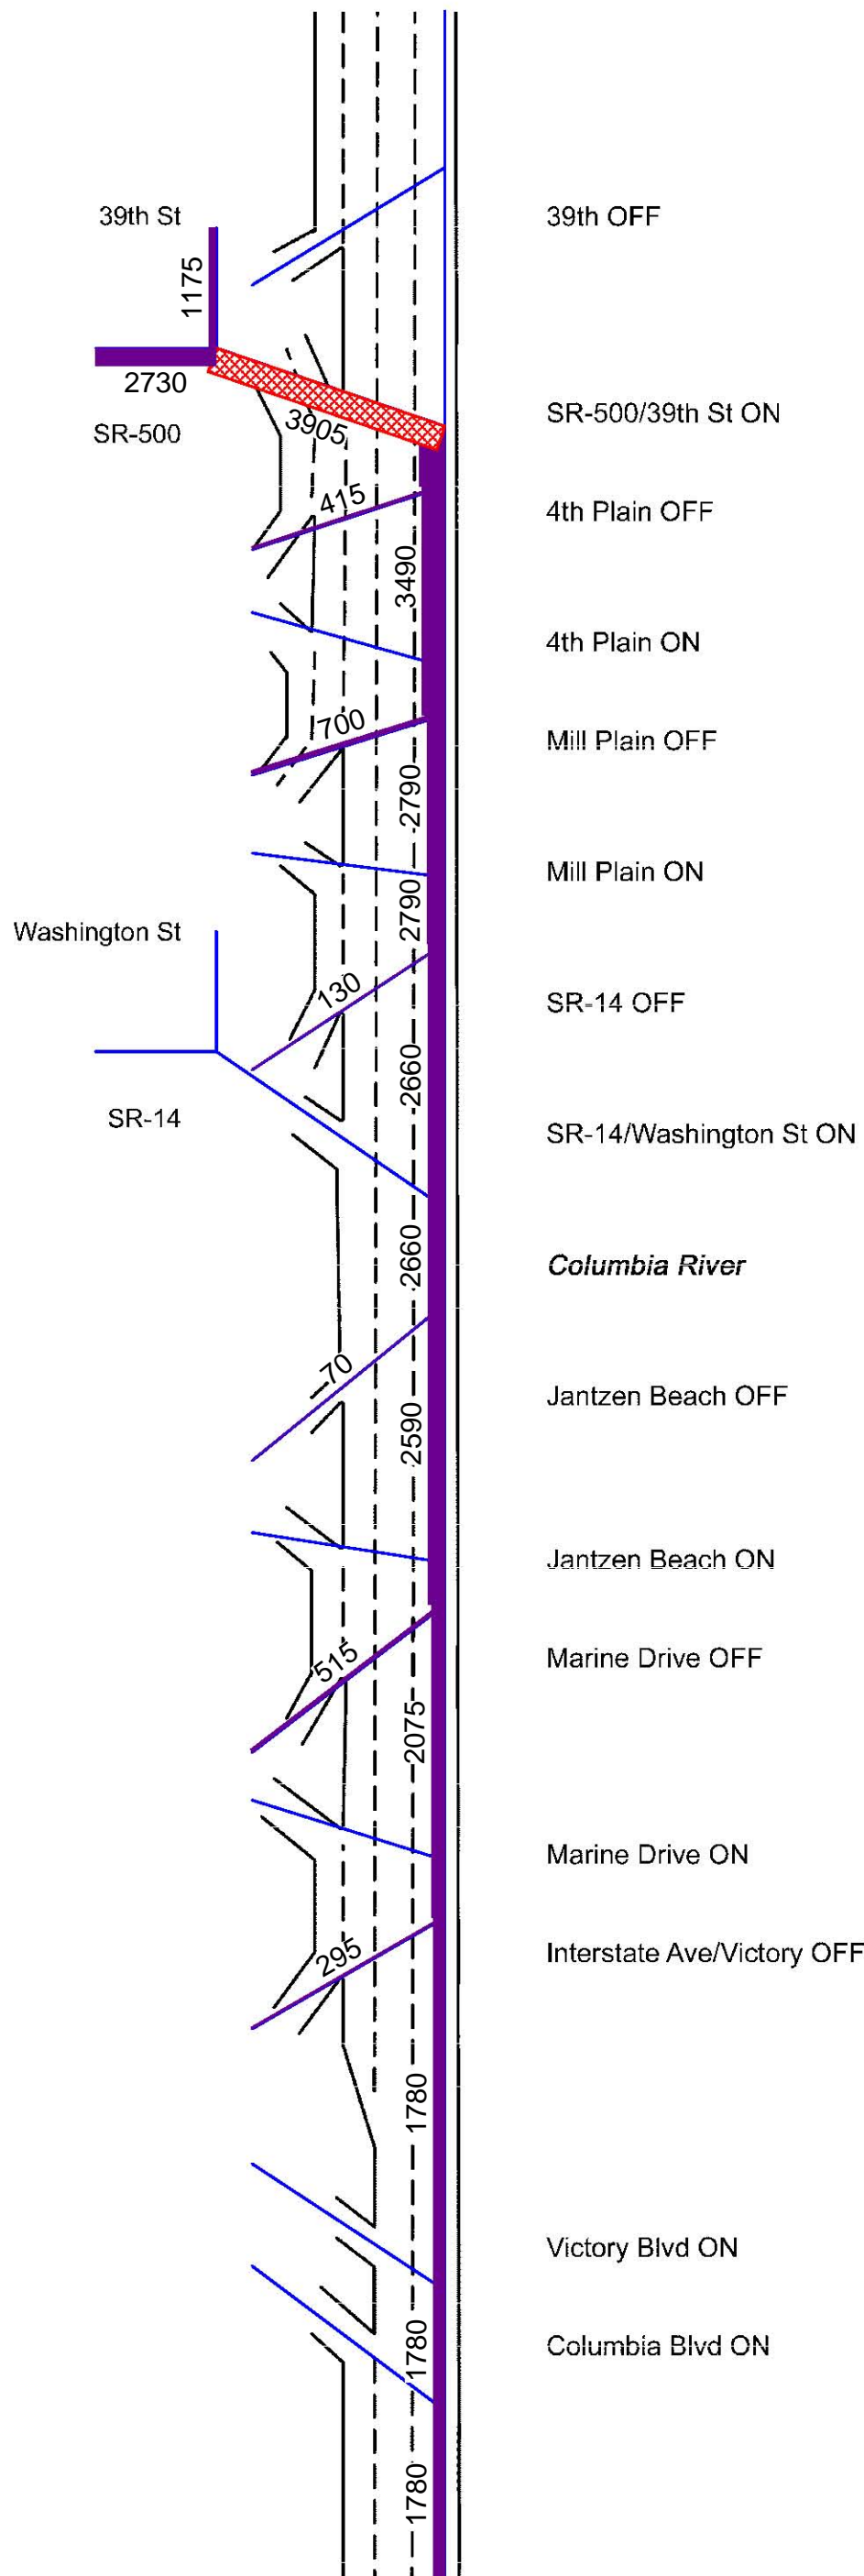 39th St
39th OFF
1175
2730
SR-500
3905
SR-500/39th St ON
415
4th Plain OFF
3490
4th Plain ON
700
Mill Plain OFF
2790
Mill Plain ON
2790
Washington St
130
SR-14 OFF
2660
SR-14
SR-14/Washington St ON
2660
Columbia River
70
Jantzen Beach OFF
2590
Jantzen Beach ON
515
Marine Drive OFF
2075
Marine Drive ON
295
Interstate Ave/Victory OFF
1780
Victory Blvd ON
1780
Columbia Blvd ON
1780